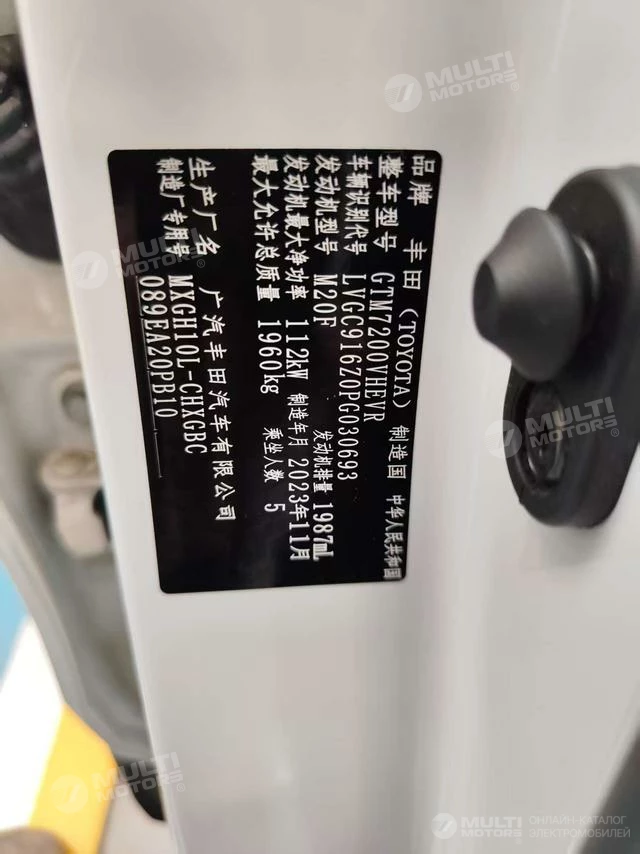 品牌 丰田（TOYOTA） 制造国 中华人民共和国
整车型号 GTM7200VHEVR
车辆识别代号 LVGC916Z0PG030693
发动机型号 M20F 发动机排量 1987mL
发动机最大净功率 112kW 制造年月 2023年11月
最大允许总质量 1960kg 乘坐人数 5
生产厂名 广汽丰田汽车有限公司
制造厂专用号 MXGH10L-CHXGBC
089EA20PB10
MULTI MOTORS
MULTI MOTORS
MULTI MOTORS
MULTI MOTORS
MULTI MOTORS
MULTI MOTORS ОНЛАЙН-КАТАЛОГ ЭЛЕКТРОМОБИЛЕЙ